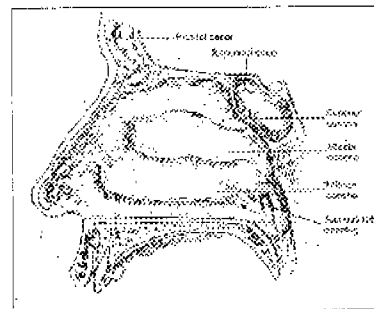 Frontal sinus
Sphenoid sinus
Superior
concha
Middle
concha
Inferior
concha
opening